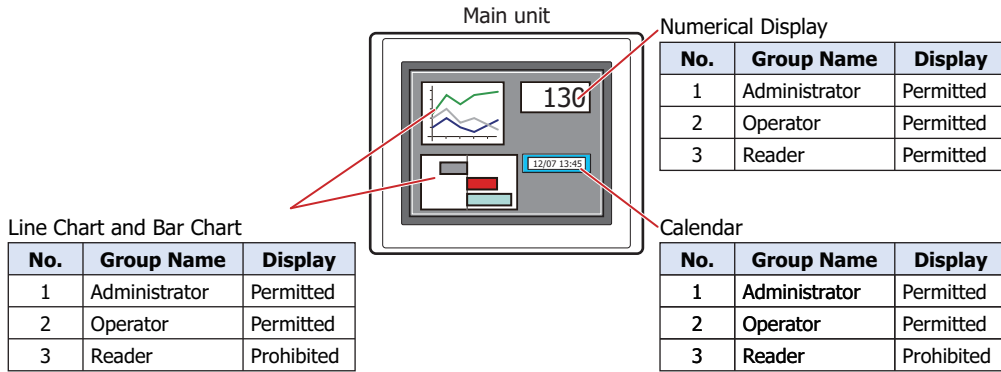 Main unit
130
12/07 13:45
Numerical Display
No. Group Name Display
1 Administrator Permitted
2 Operator Permitted
3 Reader Permitted
Line Chart and Bar Chart
No. Group Name Display
1 Administrator Permitted
2 Operator Permitted
3 Reader Prohibited
Calendar
No. Group Name Display
1 Administrator Permitted
2 Operator Permitted
3 Reader Prohibited